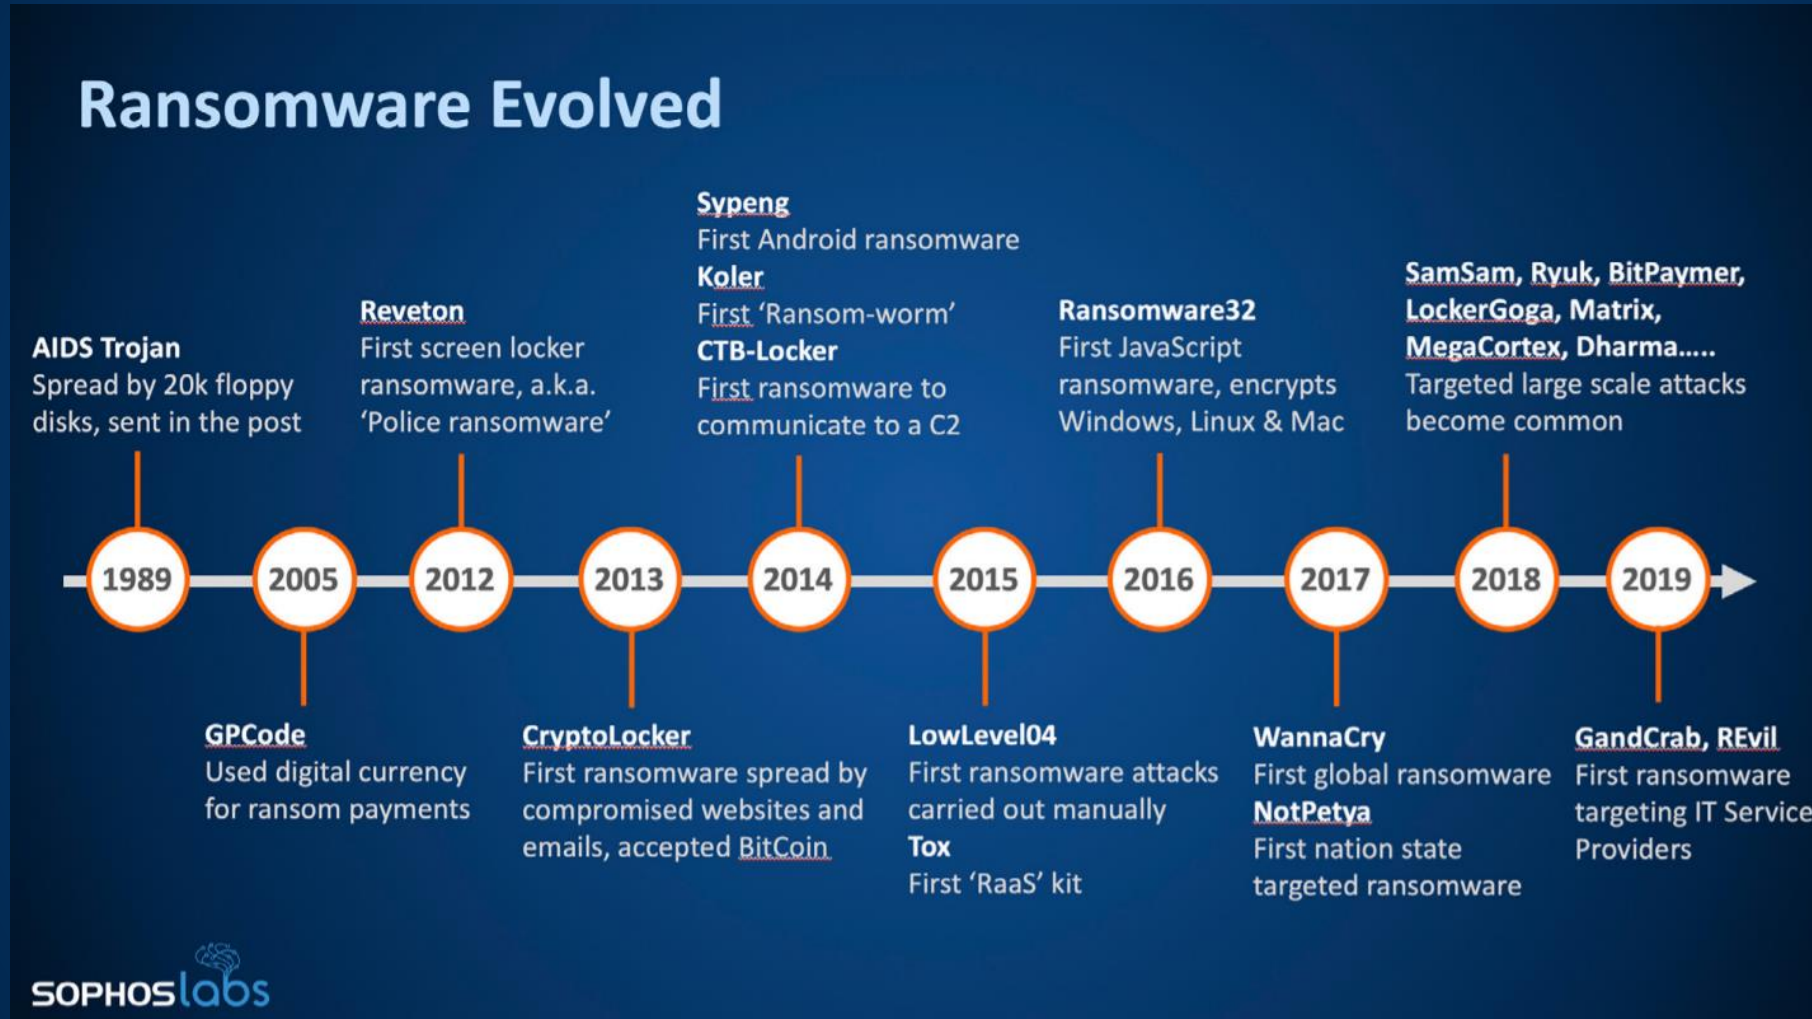 Ransomware Evolved
AIDS Trojan
Spread by 20k floppy
disks, sent in the post
Reveton
First screen locker
ransomware, a.k.a.
‘Police ransomware’
Sypeng
First Android ransomware
Koler
First ‘Ransom-worm’
CTB-Locker
First ransomware to
communicate to a C2
Ransomware32
First JavaScript
ransomware, encrypts
Windows, Linux & Mac
SamSam, Ryuk, BitPaymer,
LockerGoga, Matrix,
MegaCortex, Dharma.....
Targeted large scale attacks
become common
1989
2005
2012
2013
2014
2015
2016
2017
2018
2019
GPCode
Used digital currency
for ransom payments
CryptoLocker
First ransomware spread by
compromised websites and
emails, accepted BitCoin
LowLevel04
First ransomware attacks
carried out manually
Tox
First ‘RaaS’ kit
WannaCry
First global ransomware
NotPetya
First nation state
targeted ransomware
GandCrab, REvil
First ransomware
targeting IT Service
Providers
SOPHOSlabs